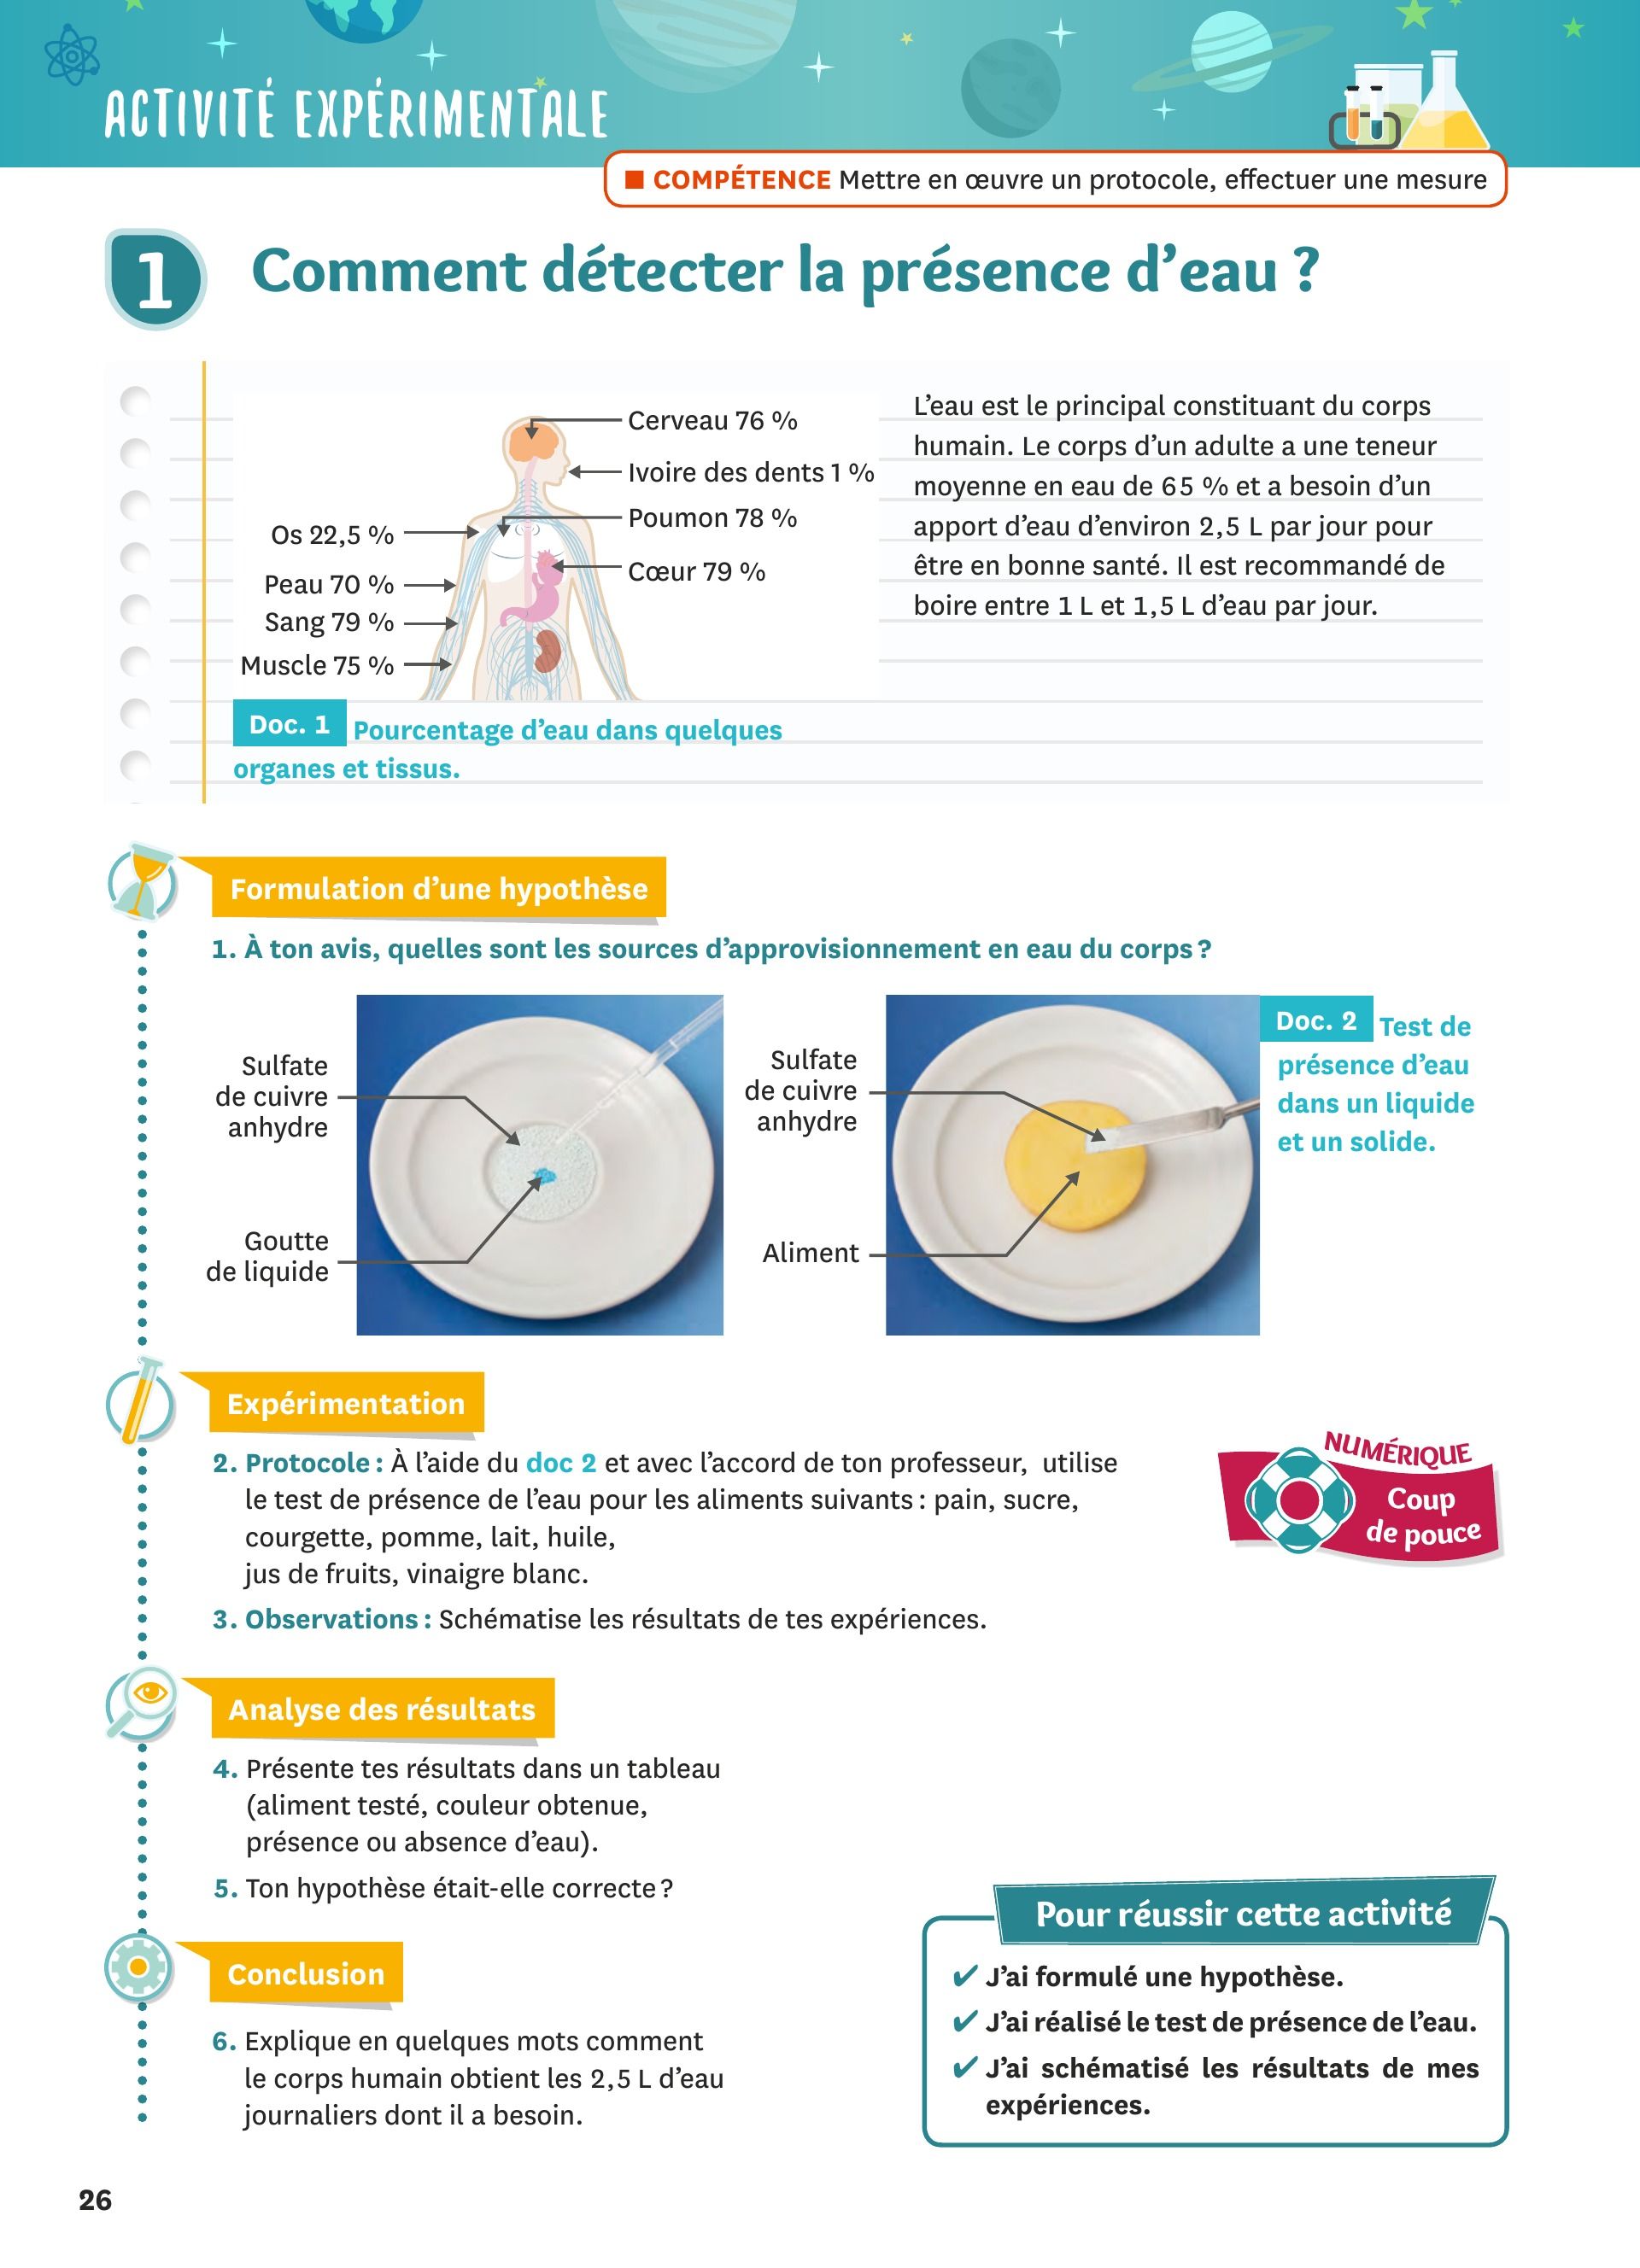 ACTIVITÉ EXPÉRIMENTALE
COMPÉTENCE Mettre en œuvre un protocole, effectuer une mesure
1 Comment détecter la présence d’eau ?
Cerveau 76 %
Ivoire des dents 1 %
Poumon 78 %
Cœur 79 %
Os 22,5 %
Peau 70 %
Sang 79 %
Muscle 75 %
Doc. 1 Pourcentage d’eau dans quelques
organes et tissus.
L’eau est le principal constituant du corps
humain. Le corps d’un adulte a une teneur
moyenne en eau de 65 % et a besoin d’un
apport d’eau d’environ 2,5 L par jour pour
être en bonne santé. Il est recommandé de
boire entre 1 L et 1,5 L d’eau par jour.
Formulation d’une hypothèse
1. À ton avis, quelles sont les sources d’approvisionnement en eau du corps ?
Sulfate
de cuivre
anhydre
Goutte
de liquide
Sulfate
de cuivre
anhydre
Aliment
Doc. 2 Test de
présence d’eau
dans un liquide
et un solide.
Expérimentation
2. Protocole : À l’aide du doc 2 et avec l’accord de ton professeur, utilise
le test de présence de l’eau pour les aliments suivants : pain, sucre,
courgette, pomme, lait, huile,
jus de fruits, vinaigre blanc.
3. Observations : Schématise les résultats de tes expériences.
NUMÉRIQUE
Coup
de pouce
Analyse des résultats
4. Présente tes résultats dans un tableau
(aliment testé, couleur obtenue,
présence ou absence d’eau).
5. Ton hypothèse était-elle correcte ?
Conclusion
6. Explique en quelques mots comment
le corps humain obtient les 2,5 L d’eau
journaliers dont il a besoin.
Pour réussir cette activité
✔ J’ai formulé une hypothèse.
✔ J’ai réalisé le test de présence de l’eau.
✔ J’ai schématisé les résultats de mes
expériences.
26